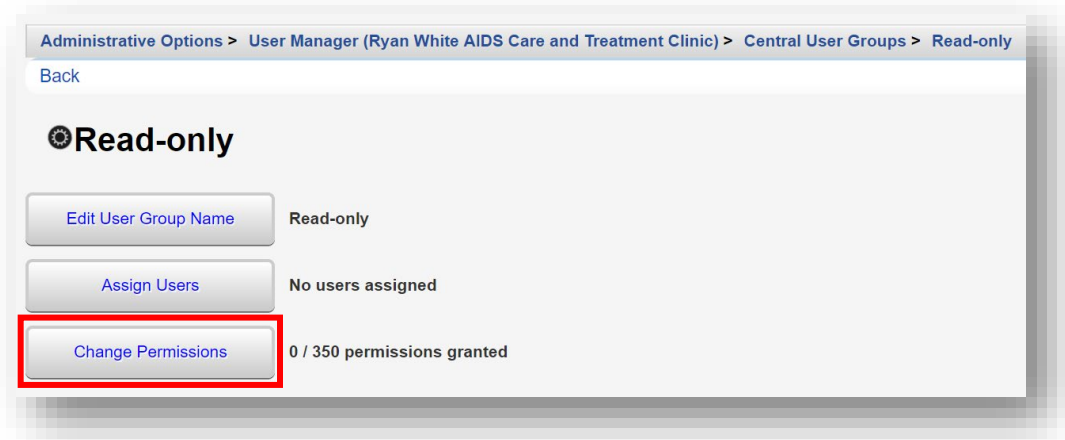 Administrative Options > User Manager (Ryan White AIDS Care and Treatment Clinic) > Central User Groups > Read-only
Back
Read-only
Edit User Group Name Read-only
Assign Users No users assigned
Change Permissions 0 / 350 permissions granted